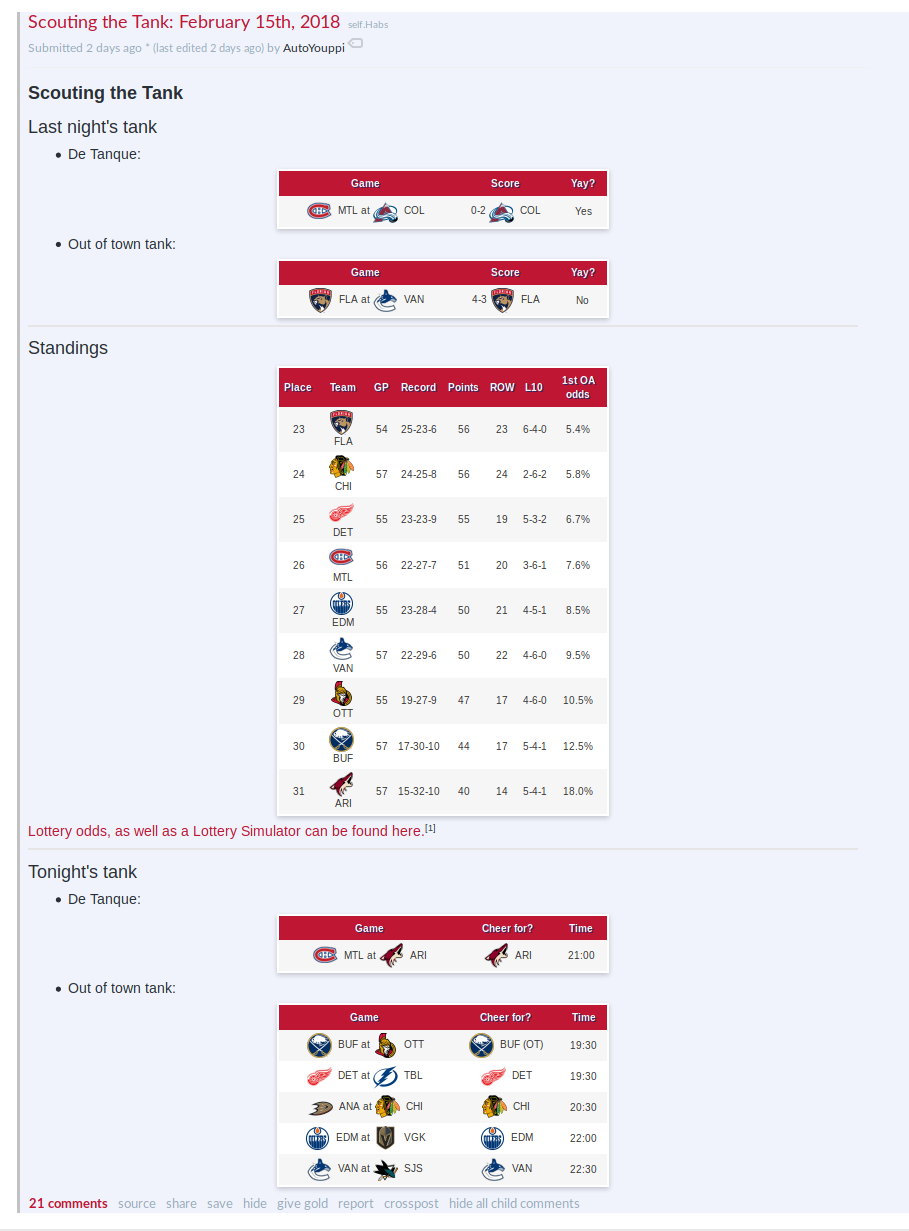 Scouting the Tank: February 15th, 2018 self.Habs
Submitted 2 days ago * (last edited 2 days ago) by AutoYouppi
Scouting the Tank
Last night's tank
De Tanque:
Game Score Yay?
MTL at COL 0-2 COL Yes
Out of town tank:
Game Score Yay?
FLA at VAN 4-3 FLA No
Standings
Place Team GP Record Points ROW L10 1st OA odds
23 FLA 54 25-23-6 56 23 6-4-0 5.4%
24 CHI 57 24-25-8 56 24 2-6-2 5.8%
25 DET 55 23-23-9 55 19 5-3-2 6.7%
26 MTL 56 22-27-7 51 20 3-6-1 7.6%
27 EDM 55 23-28-4 50 21 4-5-1 8.5%
28 VAN 57 22-29-6 50 22 4-6-0 9.5%
29 OTT 55 19-27-9 47 17 4-6-0 10.5%
30 BUF 57 17-30-10 44 17 5-4-1 12.5%
31 ARI 57 15-32-10 40 14 5-4-1 18.0%
Lottery odds, as well as a Lottery Simulator can be found here.[1]
Tonight's tank
De Tanque:
Game Cheer for? Time
MTL at ARI ARI 21:00
Out of town tank:
Game Cheer for? Time
BUF at OTT BUF (OT) 19:30
DET at TBL DET 19:30
ANA at CHI CHI 20:30
EDM at VGK EDM 22:00
VAN at SJS VAN 22:30
21 comments source share save hide give gold report crosspost hide all child comments